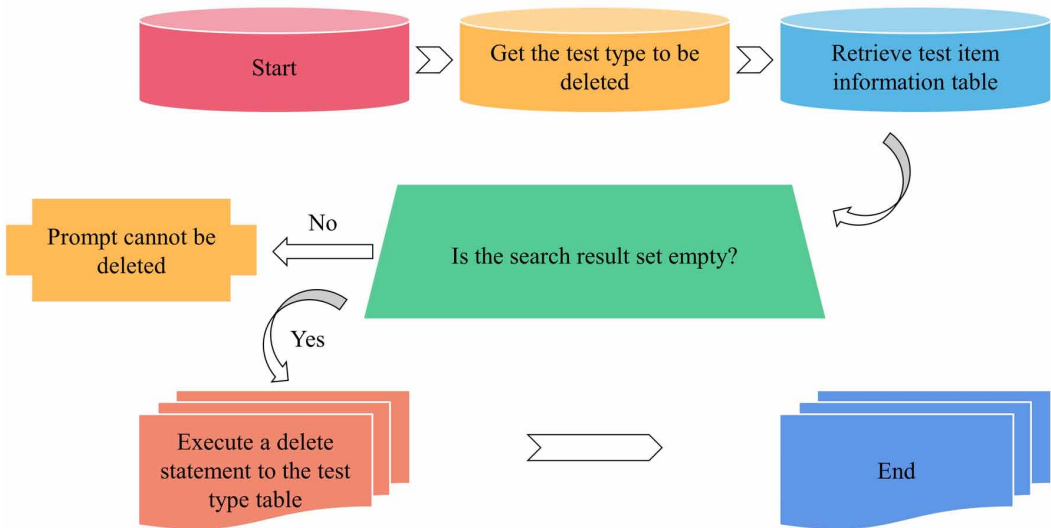 Start
Get the test type to be
deleted
Retrieve test item
information table
Is the search result set empty?
No
Prompt cannot be
deleted
Yes
Execute a delete
statement to the test
type table
End